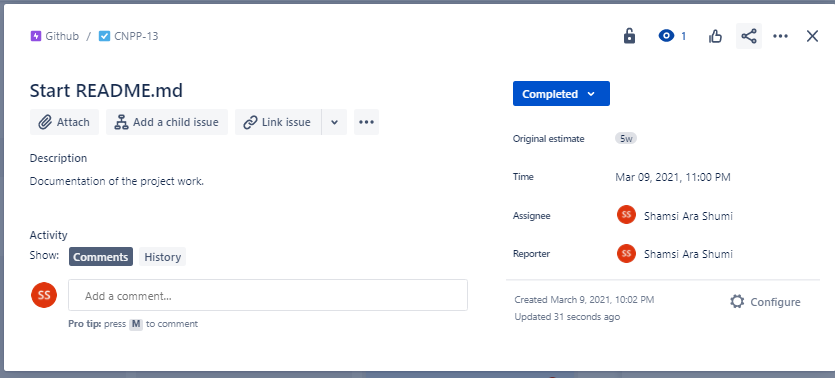 Github / CNPP-13
1
Start README.md
Attach Add a child issue Link issue
Description
Documentation of the project work.
Activity
Show: Comments History
SS Add a comment...
Pro tip: press M to comment
Completed
Original estimate 5w
Time Mar 09, 2021, 11:00 PM
Assignee SS Shamsi Ara Shumi
Reporter SS Shamsi Ara Shumi
Created March 9, 2021, 10:02 PM
Updated 31 seconds ago
Configure